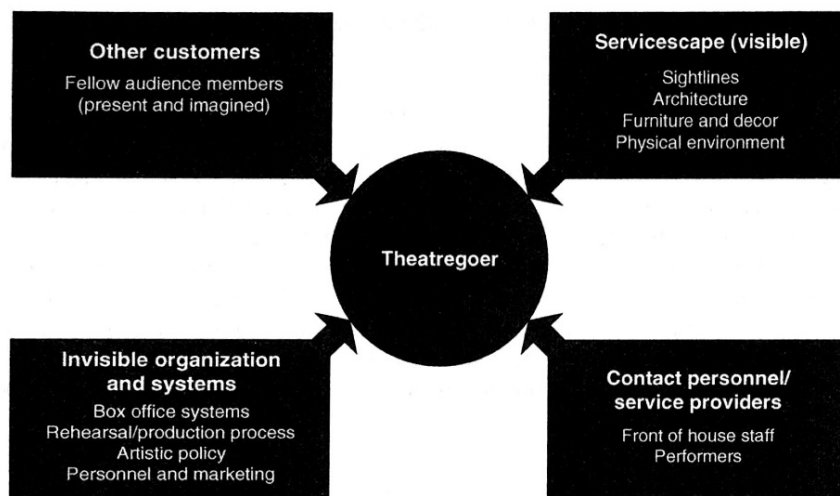 Other customers
Fellow audience members
(present and imagined)
Servicescape (visible)
Sightlines
Architecture
Furniture and decor
Physical environment
Theatregoer
Invisible organization
and systems
Box office systems
Rehearsal/production process
Artistic policy
Personnel and marketing
Contact personnel/
service providers
Front of house staff
Performers